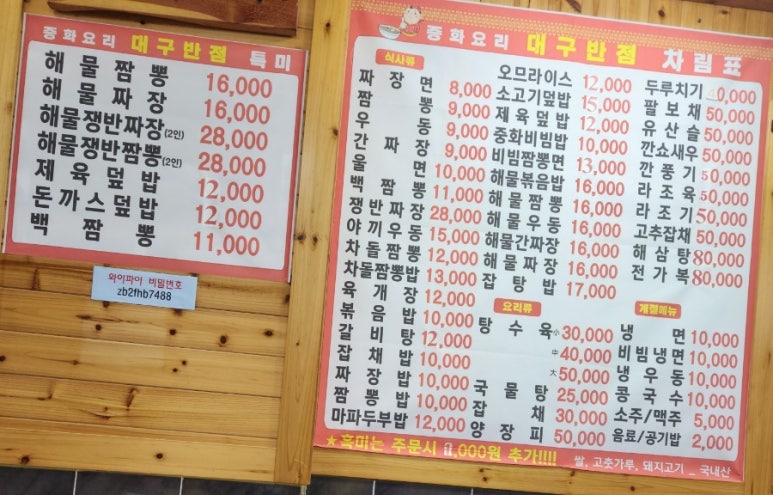 중화요리 대구반점 특미
해물짬뽕 16,000
해물짜장 16,000
해물쟁반짜장(2인) 28,000
해물쟁반짬뽕(2인) 28,000
제육덮밥 12,000
돈까스덮밥 12,000
백짬뽕 11,000
와이파이 비밀번호
zb2fhb7488
중화요리 대구반점 차림표
식사류
짜장면 8,000
짬뽕 9,000
우동 9,000
간짜장 9,000
울면 10,000
백짬뽕 11,000
쟁반짜장 28,000
야끼우동 15,000
차돌짬뽕 12,000
차돌짬뽕밥 13,000
육개장 12,000
볶음밥 10,000
갈비탕 12,000
잡채밥 10,000
짜장밥 10,000
짬뽕밥 10,000
마파두부밥 12,000
오므라이스 12,000
소고기덮밥 15,000
제육덮밥 12,000
중화비빔밥 10,000
비빔짬뽕면 13,000
해물볶음밥 16,000
해물짬뽕 16,000
해물우동 16,000
해물간짜장 16,000
해물짜장 16,000
잡탕밥 17,000
요리류
탕수육 小 30,000
中 40,000
大 50,000
국물탕 25,000
잡채 30,000
양장피 50,000
두루치기
팔보채 50,000
유산슬 50,000
깐쇼새우 50,000
깐풍기 50,000
라조육 50,000
라조기 50,000
고추잡채 50,000
해삼탕 80,000
전가복 80,000
계절메뉴
냉면 10,000
비빔냉면 10,000
냉우동 10,000
콩국수 10,000
소주/맥주 5,000
음료/공기밥 2,000
★흑미는 주문시 1,000원 추가!!!!
쌀, 고춧가루, 돼지고기 _ 국내산